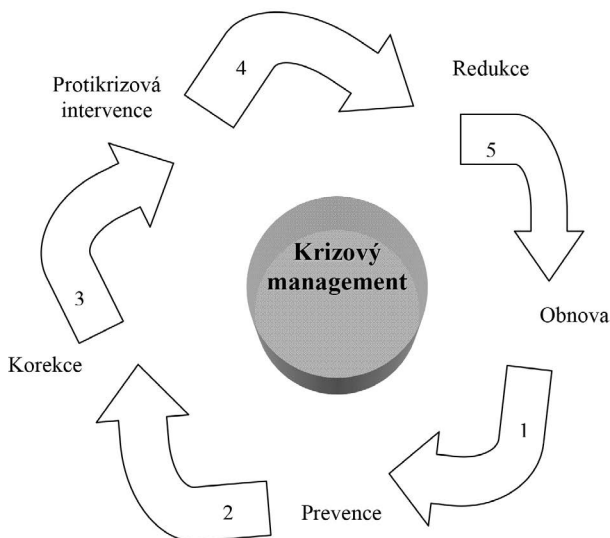 4
Redukce
Protikrizová
intervence
5
Krizový
management
3
Obnova
Korekce
1
2
Prevence